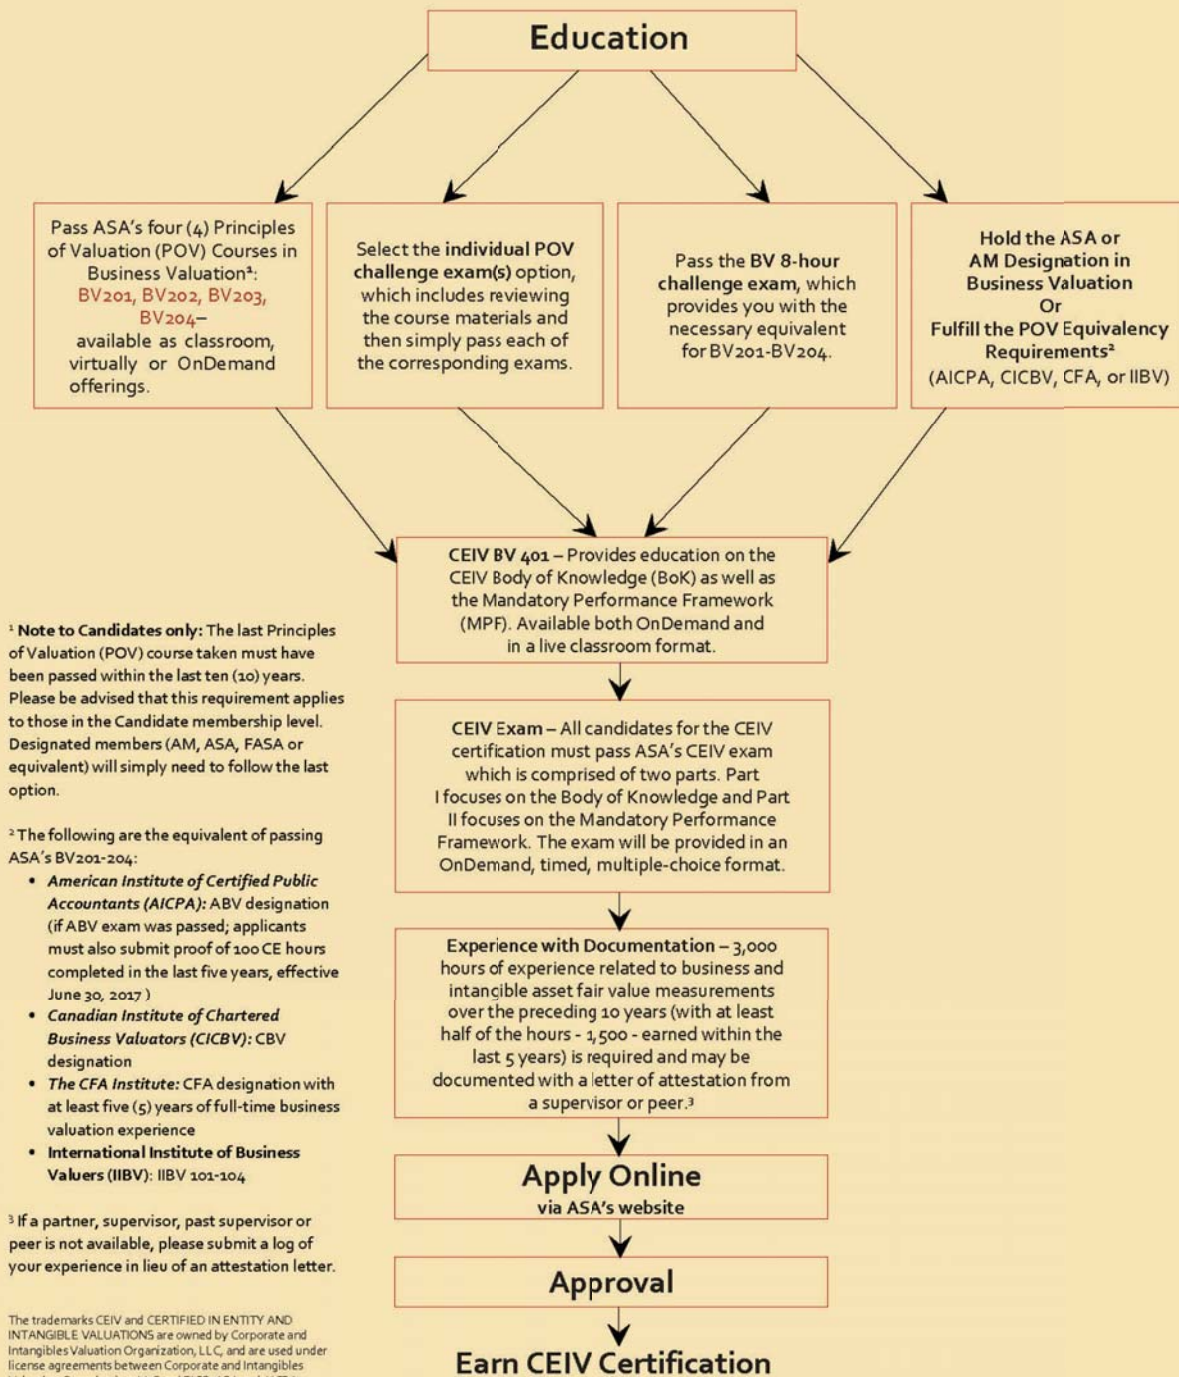 Education
Pass ASA's four (4) Principles
of Valuation (POV) Courses in
Business Valuation¹:
BV201, BV202, BV203,
BV204–
available as classroom,
virtually or OnDemand
offerings.
Select the individual POV
challenge exam(s) option,
which includes reviewing
the course materials and
then simply pass each of
the corresponding exams.
Pass the BV 8-hour
challenge exam, which
provides you with the
necessary equivalent
for BV201-BV204.
Hold the ASA or
AM Designation in
Business Valuation
Or
Fulfill the POV Equivalency
Requirements²
(AICPA, CICBV, CFA, or IIBV)
CEIV BV 401 – Provides education on the
CEIV Body of Knowledge (BoK) as well as
the Mandatory Performance Framework
(MPF). Available both OnDemand and
in a live classroom format.
CEIV Exam – All candidates for the CEIV
certification must pass ASA's CEIV exam
which is comprised of two parts. Part
I focuses on the Body of Knowledge and Part
II focuses on the Mandatory Performance
Framework. The exam will be provided in an
OnDemand, timed, multiple-choice format.
Experience with Documentation – 3,000
hours of experience related to business and
intangible asset fair value measurements
over the preceding 10 years (with at least
half of the hours - 1,500 - earned within the
last 5 years) is required and may be
documented with a letter of attestation from
a supervisor or peer.³
Apply Online
via ASA's website
Approval
Earn CEIV Certification
¹ Note to Candidates only: The last Principles
of Valuation (POV) course taken must have
been passed within the last ten (10) years.
Please be advised that this requirement applies
to those in the Candidate membership level.
Designated members (AM, ASA, FASA or
equivalent) will simply need to follow the last
option.
² The following are the equivalent of passing
ASA's BV201-204:
• American Institute of Certified Public
Accountants (AICPA): ABV designation
(if ABV exam was passed; applicants
must also submit proof of 100 CE hours
completed in the last five years, effective
June 30, 2017 )
• Canadian Institute of Chartered
Business Valuators (CICBV): CBV
designation
• The CFA Institute: CFA designation with
at least five (5) years of full-time business
valuation experience
• International Institute of Business
Valuers (IIBV): IIBV 101-104
³ If a partner, supervisor, past supervisor or
peer is not available, please submit a log of
your experience in lieu of an attestation letter.
The trademarks CEIV and CERTIFIED IN ENTITY AND
INTANGIBLE VALUATIONS are owned by Corporate and
Intangibles Valuation Organization, LLC, and are used under
license agreements between Corporate and Intangibles